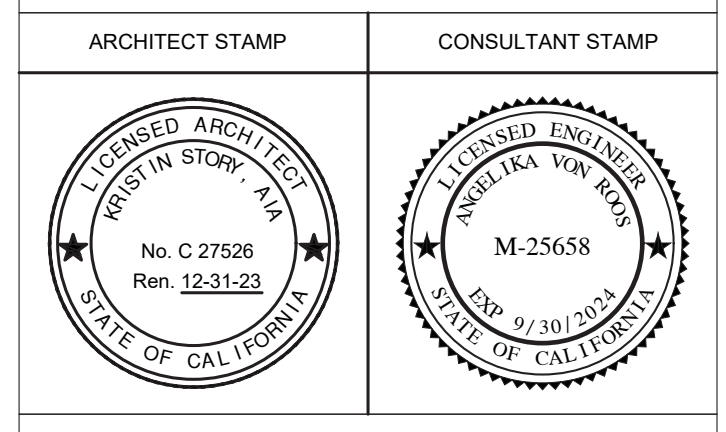 ARCHITECT STAMP
CONSULTANT STAMP
LICENSED ARCHITECT
KRISTIN STORY, AIA
No. C 27526
Ren. 12-31-23
STATE OF CALIFORNIA
LICENSED ENGINEER
ANGELIKA VON ROOS
M-25658
EXP 9/30/2024
STATE OF CALIFORNIA